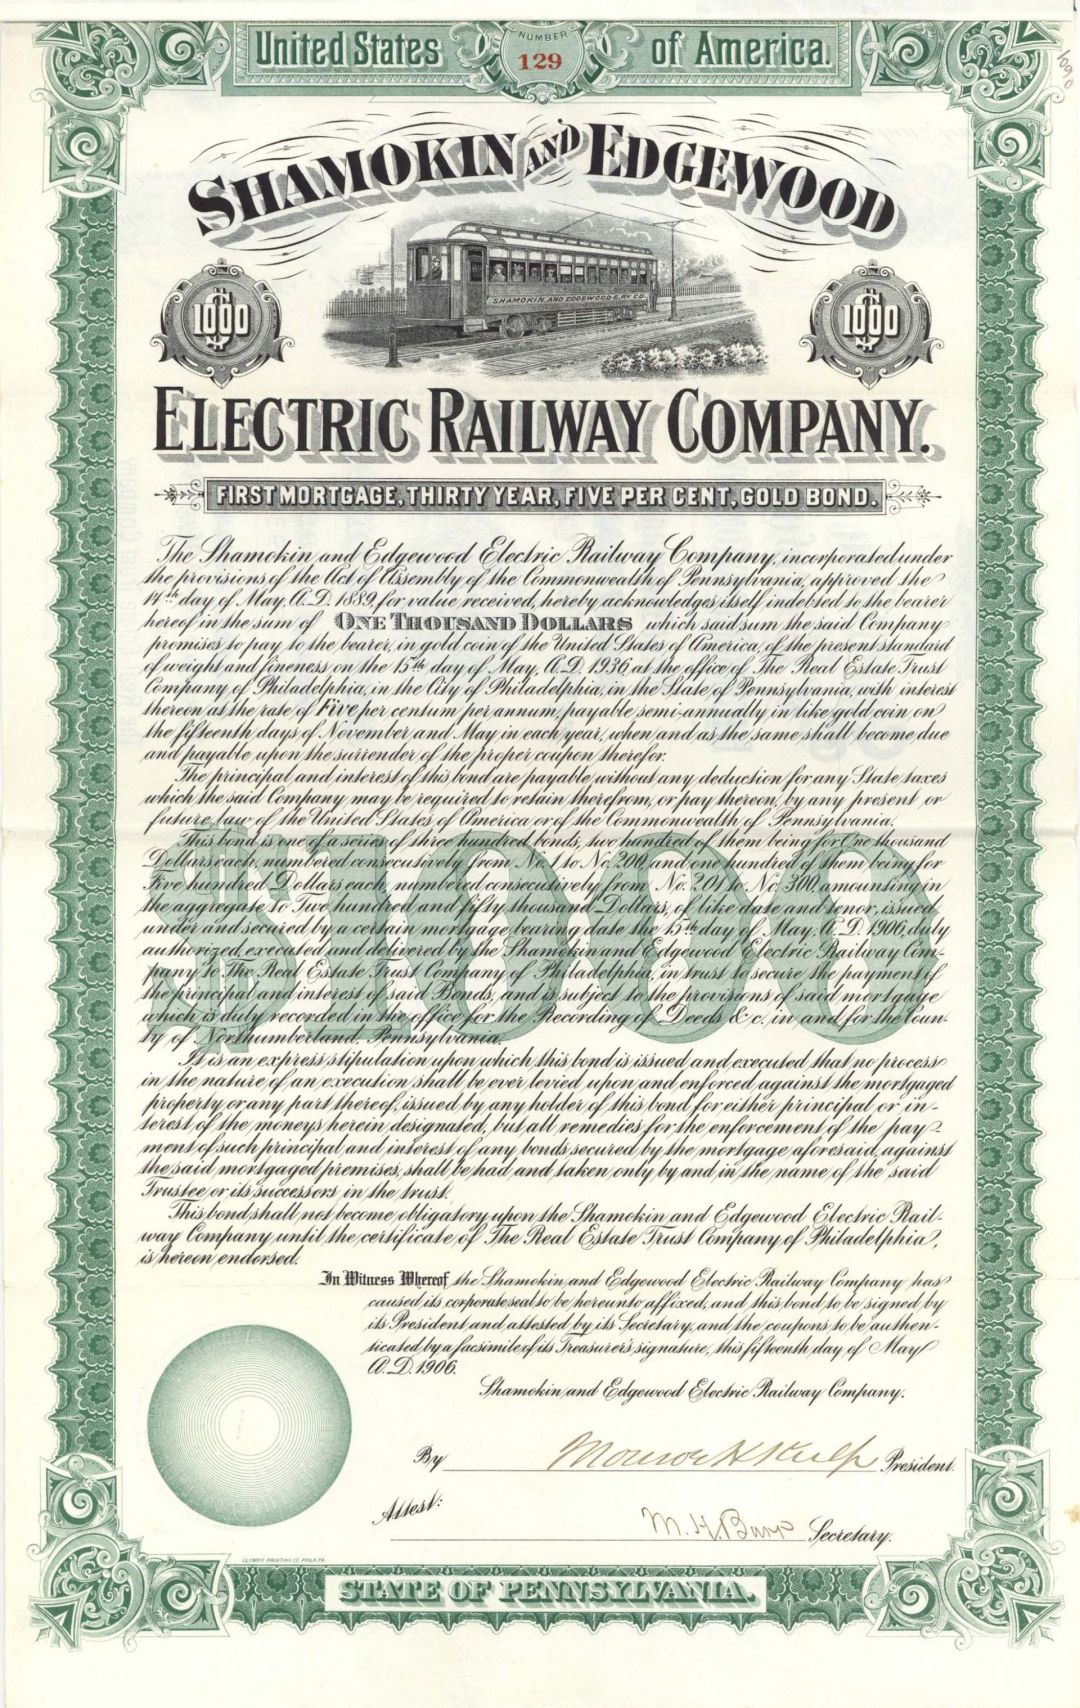 United States
NUMBER
129
of America.
SHAMOKIN AND EDGEWOOD
SHAMOKIN AND EDGEWOOD E. RY. CO.
$1000
$1000
ELECTRIC RAILWAY COMPANY.
FIRST MORTGAGE, THIRTY YEAR, FIVE PER CENT, GOLD BOND.
The Shamokin and Edgewood Electric Railway Company, incorporated under
the provisions of the Act of Assembly of the Commonwealth of Pennsylvania, approved the
14th day of May, A.D. 1889, for value received, hereby acknowledges itself indebted to the bearer
hereof in the sum of ONE THOUSAND DOLLARS which said sum the said Company
promises to pay to the bearer, in gold coin of the United States of America, of the present standard
of weight and fineness on the 15th day of May, A.D. 1936, at the office of The Real Estate Trust
Company of Philadelphia, in the City of Philadelphia, in the State of Pennsylvania, with interest
thereon at the rate of Five per centum per annum, payable semi-annually in like gold coin on
the fifteenth days of November and May in each year, when and as the same shall become due
and payable upon the surrender of the proper coupon therefor.
The principal and interest of this bond are payable without any deduction for any State taxes
which the said Company may be required to retain therefrom, or pay thereon, by any present or
future law of the United States of America or of the Commonwealth of Pennsylvania.
This bond is one of a series of three hundred bonds, two hundred of them being for One thousand
Dollars each, numbered consecutively from No. 1 to No. 200, and one hundred of them being for
Five hundred Dollars each, numbered consecutively from No. 201 to No. 300, amounting in
the aggregate to Two hundred and fifty thousand Dollars, of like date and tenor, issued
under and secured by a certain mortgage bearing date the 15th day of May, A.D. 1906, duly
authorized, executed and delivered by the Shamokin and Edgewood Electric Railway Com-
pany to The Real Estate Trust Company of Philadelphia, in trust to secure the payment of
the principal and interest of said Bonds, and is subject to the provisions of said mortgage
which is duly recorded in the office for the Recording of Deeds &c., in and for the Coun-
ty of Northumberland, Pennsylvania.
$1000
It is an express stipulation upon which this bond is issued and executed that no process
in the nature of an execution shall be ever levied upon and enforced against the mortgaged
property or any part thereof, issued by any holder of this bond for either principal or in-
terest of the moneys herein designated, but all remedies for the enforcement of the pay-
ment of such principal and interest of any bonds secured by the mortgage aforesaid, against
the said mortgaged premises, shall be had and taken only by and in the name of the said
Trustee or its successors in the trust.
This bond shall not become obligatory upon the Shamokin and Edgewood Electric Rail-
way Company until the certificate of The Real Estate Trust Company of Philadelphia,
is hereon endorsed.
In Witness Whereof the Shamokin and Edgewood Electric Railway Company has
caused its corporate seal to be hereunto affixed, and this bond to be signed by
its President and attested by its Secretary, and the coupons to be authen-
ticated by a facsimile of its Treasurer's signature, this fifteenth day of May
A.D. 1906.
Shamokin and Edgewood Electric Railway Company.
By Monroe H Kulp President.
Attest:
M. H. Barr Secretary.
CLYMER PRINTING CO. PHILA. PA.
STATE OF PENNSYLVANIA.